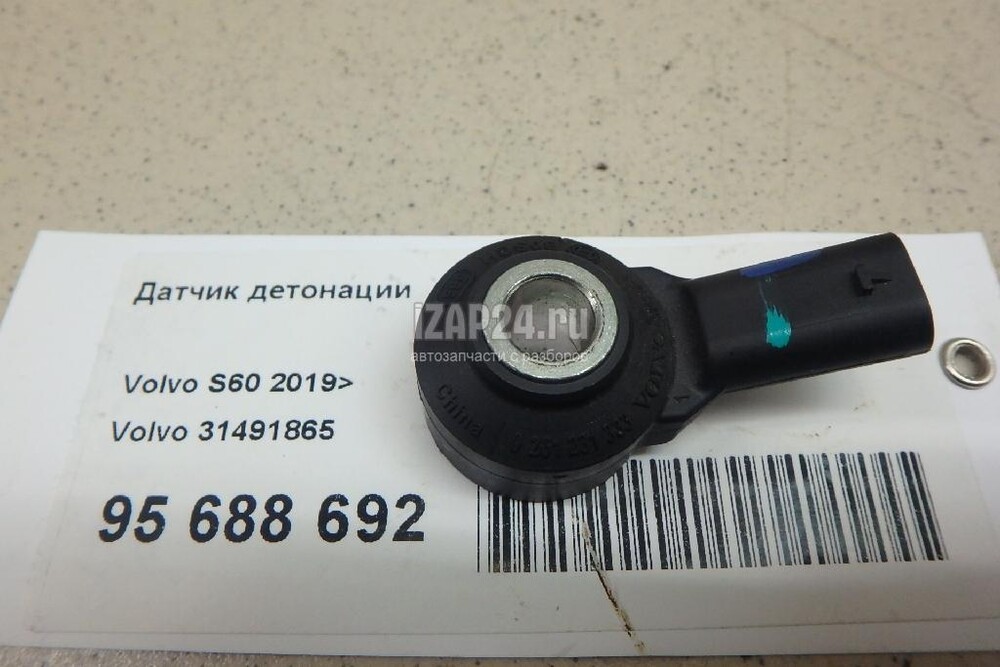 Датчик детонации
iZAP24.ru
автозапчасти с разборов
Volvo S60 2019>
Volvo 31491865
95 688 692
China
VOLVO